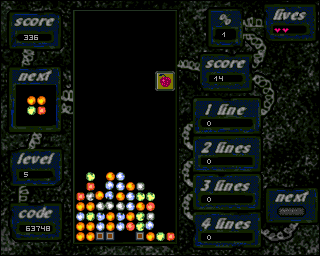 score
336
next
level
5
code
63748
%
1
lives
score
14
1 line
0
2 lines
0
3 lines
0
4 lines
0
next